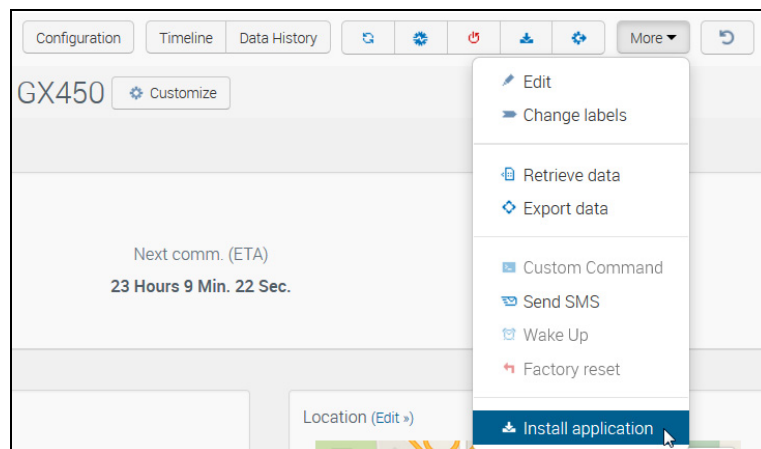 Configuration Timeline Data History More
GX450 Customize
Edit
Change labels
Retrieve data
Export data
Next comm. (ETA)
23 Hours 9 Min. 22 Sec.
Custom Command
Send SMS
Wake Up
Factory reset
Location (Edit »)
Install application